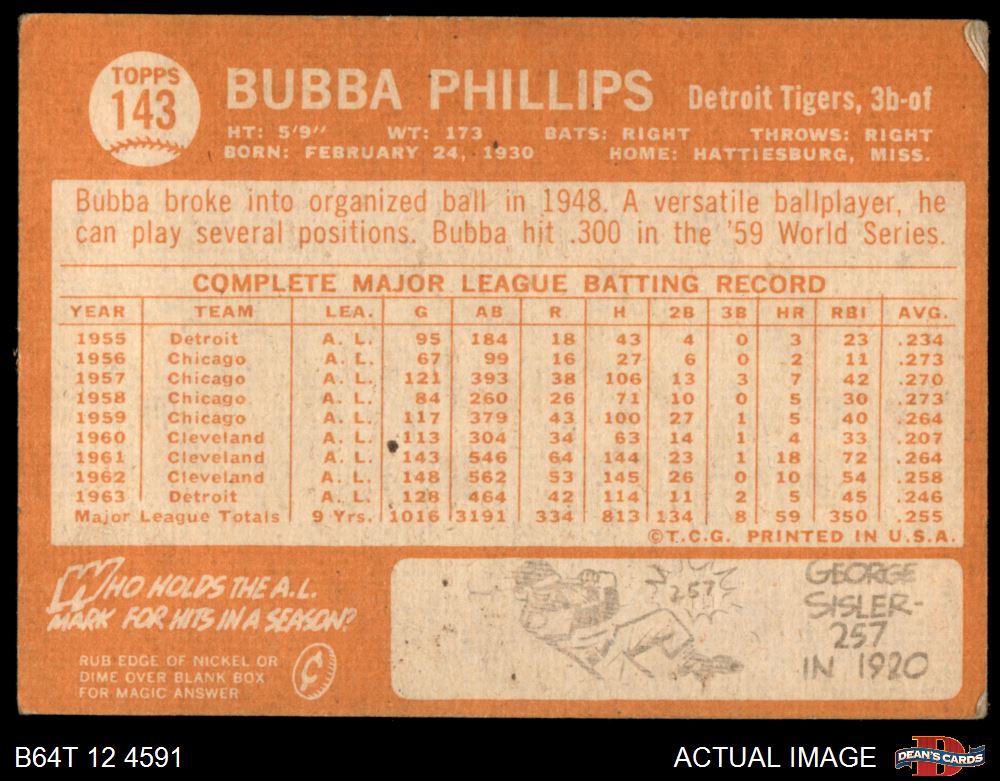 TOPPS
143
BUBBA PHILLIPS Detroit Tigers, 3b-of
HT: 5'9" WT: 173 BATS: RIGHT THROWS: RIGHT
BORN: FEBRUARY 24, 1930 HOME: HATTIESBURG, MISS.
Bubba broke into organized ball in 1948. A versatile ballplayer, he
can play several positions. Bubba hit .300 in the '59 World Series.
COMPLETE MAJOR LEAGUE BATTING RECORD
YEAR TEAM LEA. G AB R H 2B 3B HR RBI AVG.
1955 Detroit A. L. 95 184 18 43 4 0 3 23 .234
1956 Chicago A. L. 67 99 16 27 6 0 2 11 .273
1957 Chicago A. L. 121 393 38 106 13 3 7 42 .270
1958 Chicago A. L. 84 260 26 71 10 0 5 30 .273
1959 Chicago A. L. 117 379 43 100 27 1 5 40 .264
1960 Cleveland A. L. 113 304 34 63 14 1 4 33 .207
1961 Cleveland A. L. 143 546 64 144 23 1 18 72 .264
1962 Cleveland A. L. 148 562 53 145 26 0 10 54 .258
1963 Detroit A. L. 128 464 42 114 11 2 5 45 .246
Major League Totals 9 Yrs. 1016 3191 334 813 134 8 59 350 .255
©T.C.G. PRINTED IN U.S.A.
WHO HOLDS THE A.L.
MARK FOR HITS IN A SEASON?
RUB EDGE OF NICKEL OR
DIME OVER BLANK BOX
FOR MAGIC ANSWER
257
GEORGE
SISLER-
257
IN 1920
B64T 12 4591 ACTUAL IMAGE
D
DEAN'S CARDS